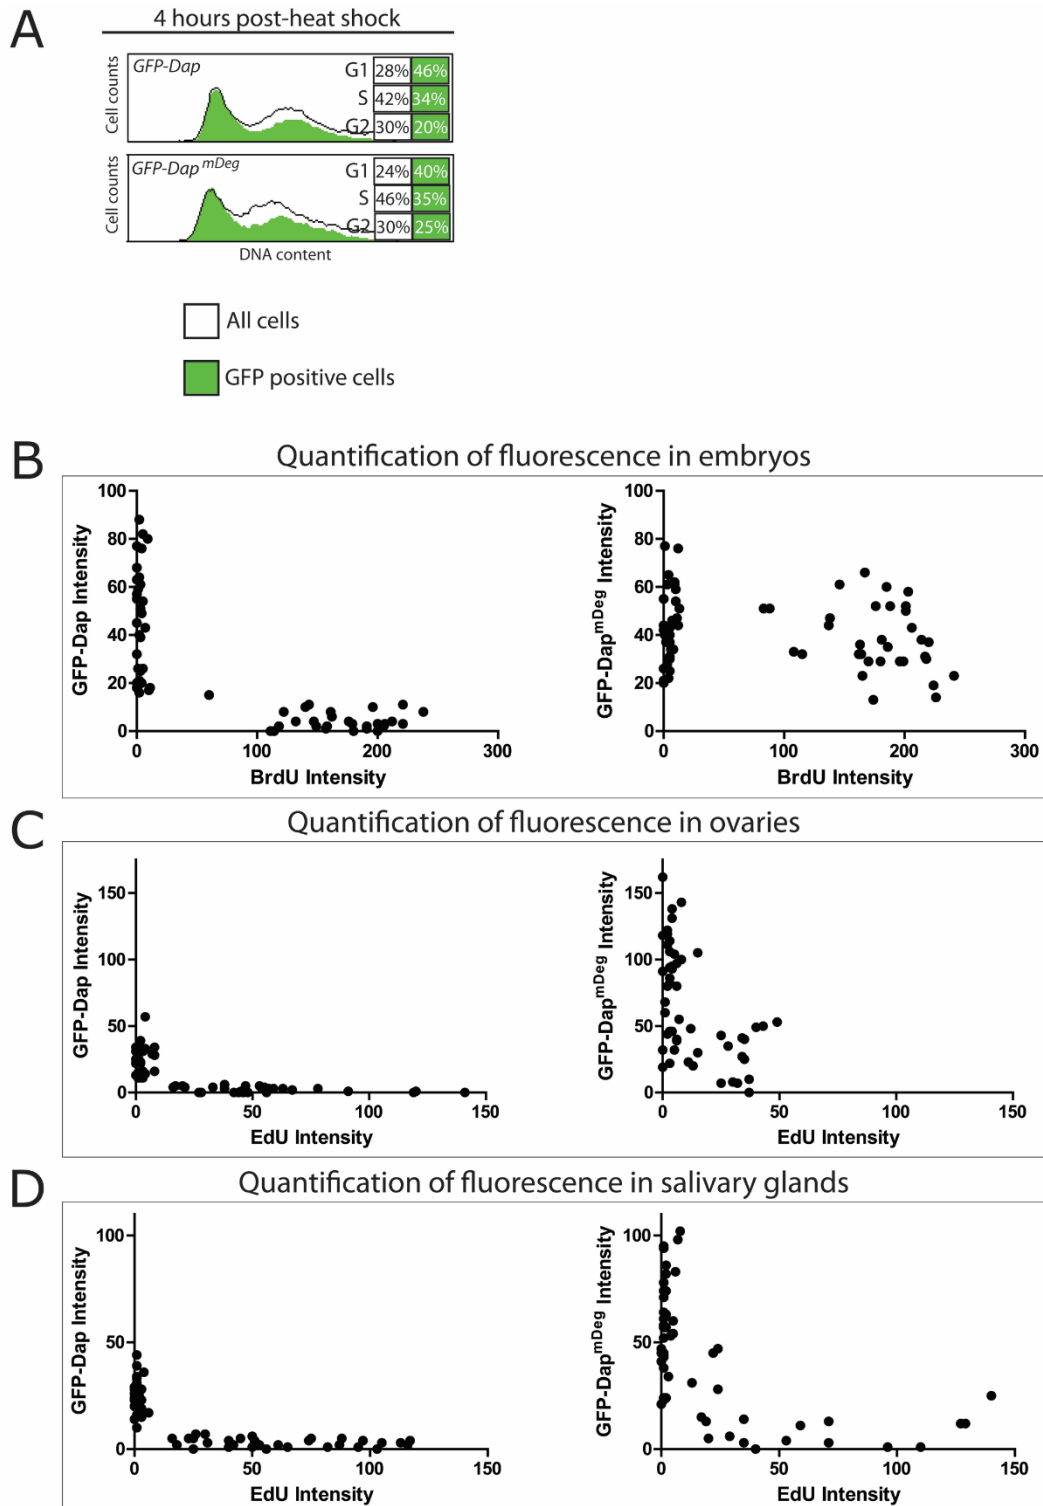 A
4 hours post-heat shock
Cell counts
GFP-Dap
G1 28% 46%
S 42% 34%
G2 30% 20%
Cell counts
GFP-Dap mDeg
G1 24% 40%
S 46% 35%
G2 30% 25%
DNA content
All cells
GFP positive cells
B
Quantification of fluorescence in embryos
GFP-Dap Intensity
100
80
60
40
20
0
0 100 200 300
BrdU Intensity
GFP-Dap mDeg Intensity
100
80
60
40
20
0
0 100 200 300
BrdU Intensity
C
Quantification of fluorescence in ovaries
GFP-Dap Intensity
150
100
50
0
0 50 100 150
EdU Intensity
GFP-Dap mDeg Intensity
150
100
50
0
0 50 100 150
EdU Intensity
D
Quantification of fluorescence in salivary glands
GFP-Dap Intensity
100
50
0
0 50 100 150
EdU Intensity
GFP-Dap mDeg Intensity
100
50
0
0 50 100 150
EdU Intensity